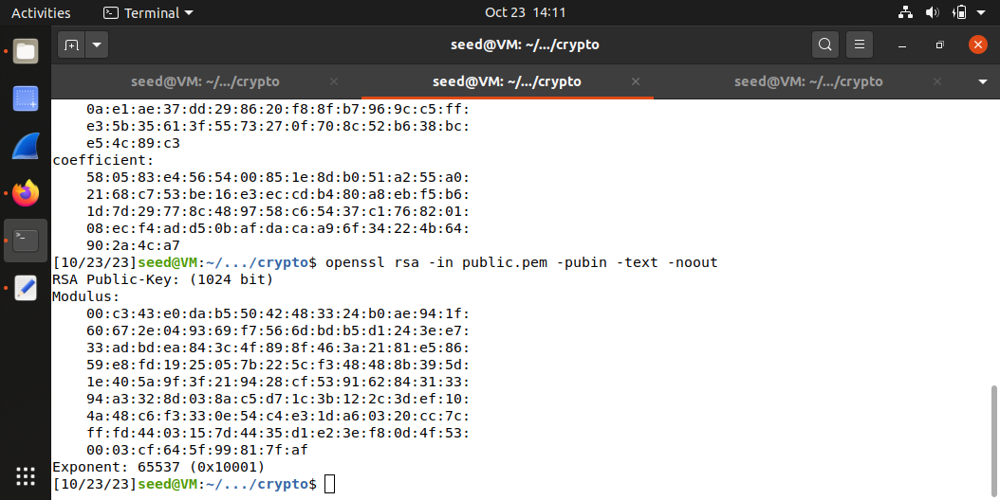 Activities
Terminal
Oct 23 14:11
seed@VM: ~/.../crypto
seed@VM: ~/.../crypto
seed@VM: ~/.../crypto
seed@VM: ~/.../crypto
0a:e1:ae:37:dd:29:86:20:f8:8f:b7:96:9c:c5:ff:
e3:5b:35:61:3f:55:73:27:0f:70:8c:52:b6:38:bc:
e5:4c:89:c3
coefficient:
58:05:83:e4:56:54:00:85:1e:8d:b0:51:a2:55:a0:
21:68:c7:53:be:16:e3:ec:cd:b4:80:a8:eb:f5:b6:
1d:7d:29:77:8c:48:97:58:c6:54:37:c1:76:82:01:
08:ec:f4:ad:d5:0b:af:da:ca:a9:6f:34:22:4b:64:
90:2a:4c:a7
[10/23/23]seed@VM:~/.../crypto$ openssl rsa -in public.pem -pubin -text -noout
RSA Public-Key: (1024 bit)
Modulus:
00:c3:43:e0:da:b5:50:42:48:33:24:b0:ae:94:1f:
60:67:2e:04:93:69:f7:56:6d:bd:b5:d1:24:3e:e7:
33:ad:bd:ea:84:3c:4f:89:8f:46:3a:21:81:e5:86:
59:e8:fd:19:25:05:7b:22:5c:f3:48:48:8b:39:5d:
1e:40:5a:9f:3f:21:94:28:cf:53:91:62:84:31:33:
94:a3:32:8d:03:8a:c5:d7:1c:3b:12:2c:3d:ef:10:
4a:48:c6:f3:33:0e:54:c4:e3:1d:a6:03:20:cc:7c:
ff:fd:44:03:15:7d:44:35:d1:e2:3e:f8:0d:4f:53:
00:03:cf:64:5f:99:81:7f:af
Exponent: 65537 (0x10001)
[10/23/23]seed@VM:~/.../crypto$